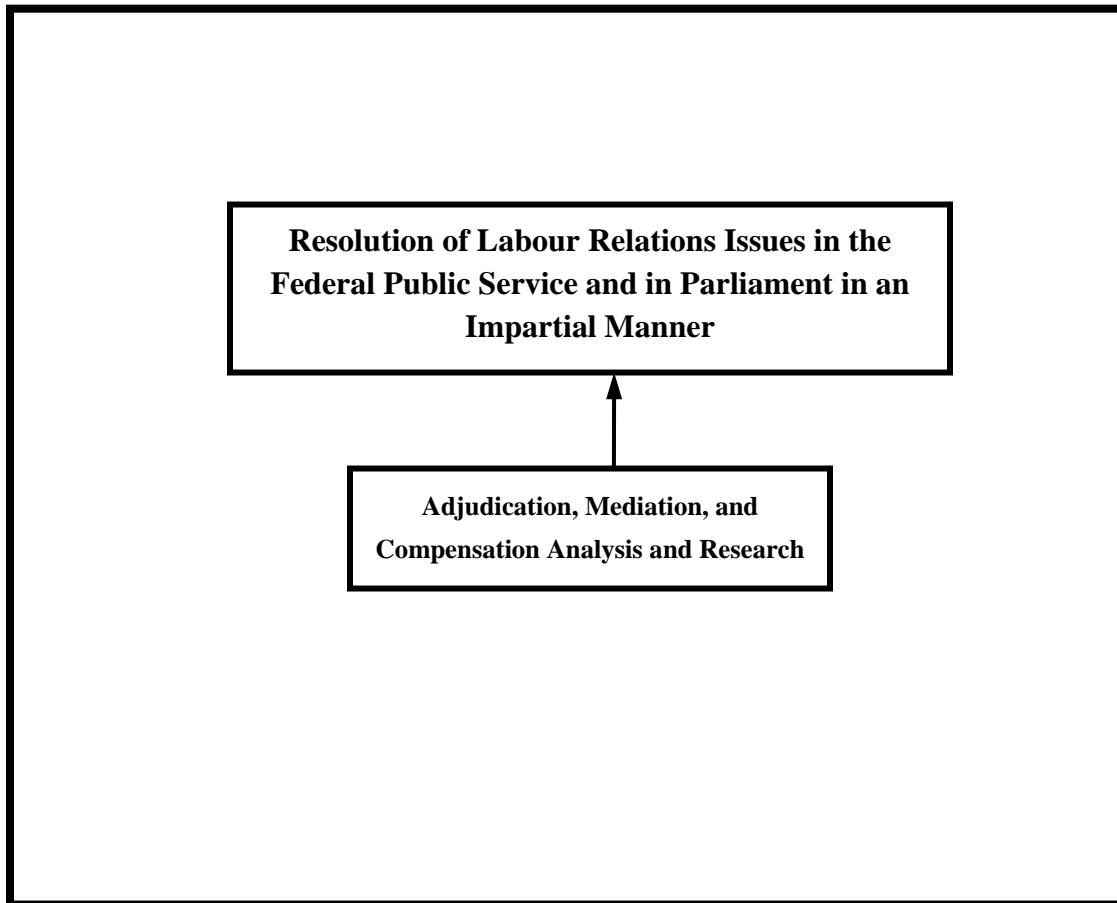 Resolution of Labour Relations Issues in the
Federal Public Service and in Parliament in an
Impartial Manner
Adjudication, Mediation, and
Compensation Analysis and Research